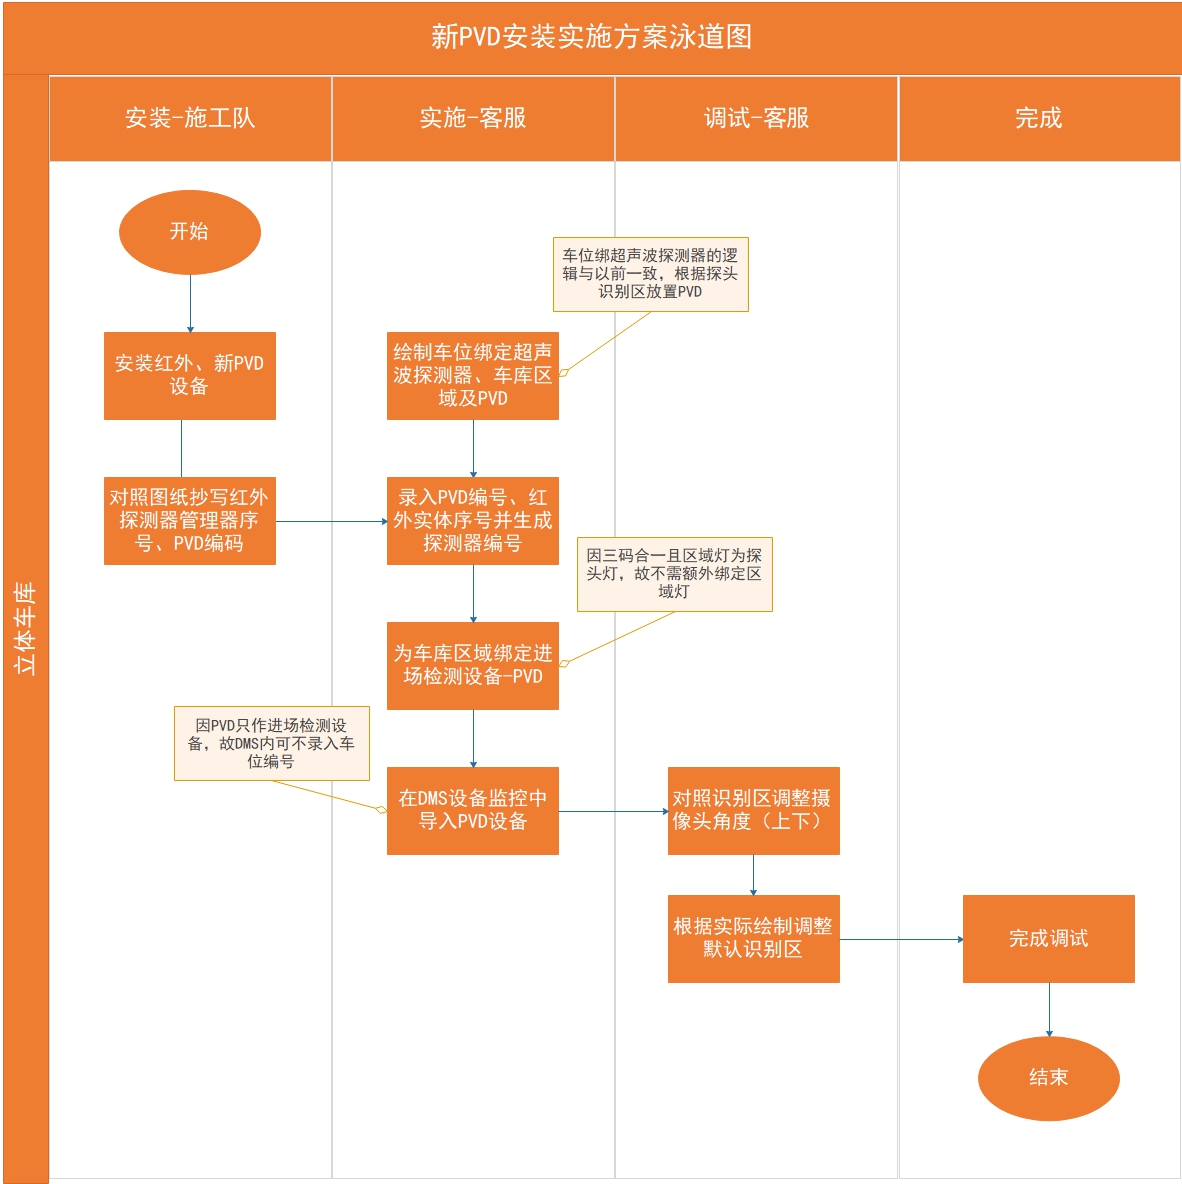 新PVD安装实施方案泳道图
立体车库
安装-施工队
实施-客服
调试-客服
完成
开始
安装红外、新PVD
设备
对照图纸抄写红外
探测器管理器序
号、PVD编码
车位绑超声波探测器的逻
辑与以前一致，根据探头
识别区放置PVD
绘制车位绑定超声
波探测器、车库区
域及PVD
录入PVD编号、红
外实体序号并生成
探测器编号
因三码合一且区域灯为探
头灯，故不需额外绑定区
域灯
为车库区域绑定进
场检测设备-PVD
因PVD只作进场检测设
备，故DMS内可不录入车
位编号
在DMS设备监控中
导入PVD设备
对照识别区调整摄
像头角度（上下）
根据实际绘制调整
默认识别区
完成调试
结束